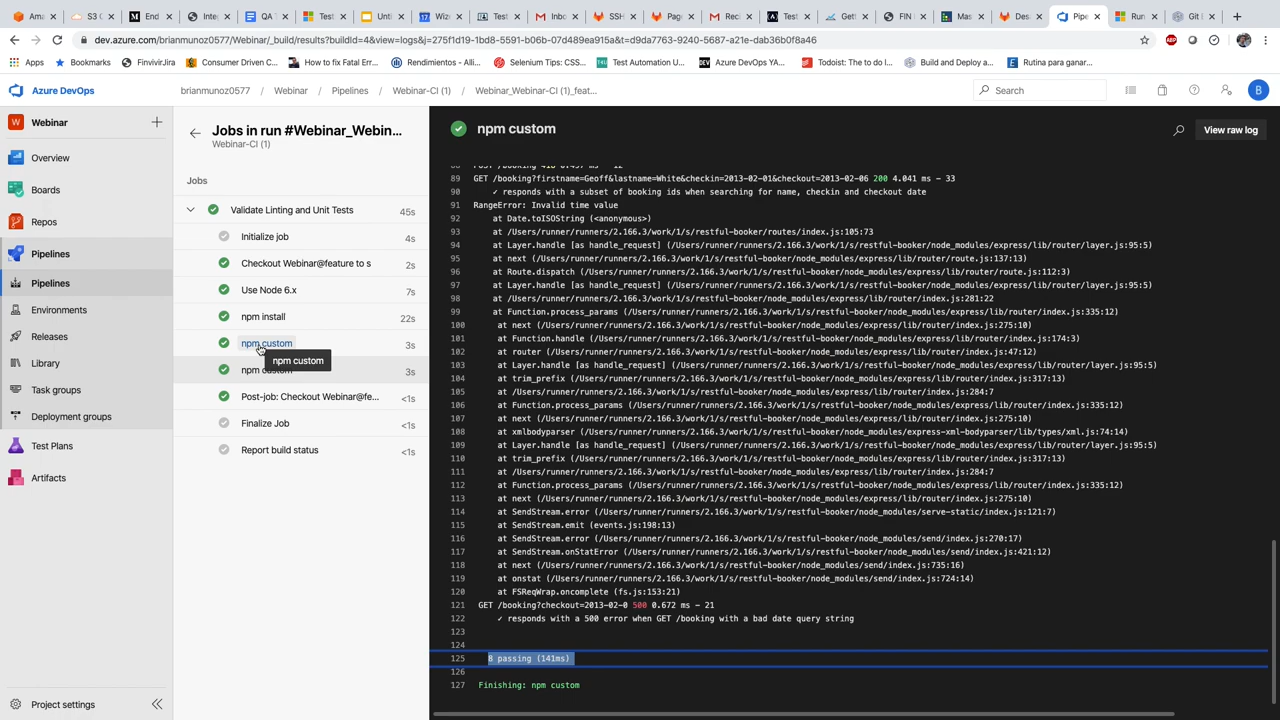 Ama
S3 C
End
Inte
QA T
Test
Unti
Wize
Test
Inbo
SSH
Page
Reci
Test
Gett
FIN
Mas
Desa
Pipe
Run
Git l
dev.azure.com/brianmunoz0577/Webinar/_build/results?buildId=4&view=logs&j=275f1d19-1bd8-5591-b06b-07d489ea915a&t=d9da7763-9240-5687-a21e-dab36b0f8a46
Apps
Bookmarks
FinvivirJira
Consumer Driven C...
How to fix Fatal Err...
Rendimientos – Alli...
Selenium Tips: CSS...
Test Automation U...
Azure DevOps YA...
Todoist: The to do l...
Build and Deploy a...
Rutina para ganar...
Azure DevOps
brianmunoz0577 / Webinar / Pipelines / Webinar-CI (1) / Webinar_Webinar-CI (1)_feat...
Search
B
W Webinar
Overview
Boards
Repos
Pipelines
Pipelines
Environments
Releases
Library
Task groups
Deployment groups
Test Plans
Artifacts
Project settings
Jobs in run #Webinar_Webin...
Webinar-CI (1)
Jobs
Validate Linting and Unit Tests 45s
Initialize job 4s
Checkout Webinar@feature to s 2s
Use Node 6.x 7s
npm install 22s
npm custom 3s
npm custom
npm custom 3s
Post-job: Checkout Webinar@fe... <1s
Finalize Job <1s
Report build status <1s
npm custom
View raw log
89 GET /booking?firstname=Geoff&lastname=White&checkin=2013-02-01&checkout=2013-02-06 200 4.041 ms - 33
90 ✓ responds with a subset of booking ids when searching for name, checkin and checkout date
91 RangeError: Invalid time value
92 at Date.toISOString (<anonymous>)
93 at /Users/runner/runners/2.166.3/work/1/s/restful-booker/routes/index.js:105:73
94 at Layer.handle [as handle_request] (/Users/runner/runners/2.166.3/work/1/s/restful-booker/node_modules/express/lib/router/layer.js:95:5)
95 at next (/Users/runner/runners/2.166.3/work/1/s/restful-booker/node_modules/express/lib/router/route.js:137:13)
96 at Route.dispatch (/Users/runner/runners/2.166.3/work/1/s/restful-booker/node_modules/express/lib/router/route.js:112:3)
97 at Layer.handle [as handle_request] (/Users/runner/runners/2.166.3/work/1/s/restful-booker/node_modules/express/lib/router/layer.js:95:5)
98 at /Users/runner/runners/2.166.3/work/1/s/restful-booker/node_modules/express/lib/router/index.js:281:22
99 at Function.process_params (/Users/runner/runners/2.166.3/work/1/s/restful-booker/node_modules/express/lib/router/index.js:335:12)
100 at next (/Users/runner/runners/2.166.3/work/1/s/restful-booker/node_modules/express/lib/router/index.js:275:10)
101 at Function.handle (/Users/runner/runners/2.166.3/work/1/s/restful-booker/node_modules/express/lib/router/index.js:174:3)
102 at router (/Users/runner/runners/2.166.3/work/1/s/restful-booker/node_modules/express/lib/router/index.js:47:12)
103 at Layer.handle [as handle_request] (/Users/runner/runners/2.166.3/work/1/s/restful-booker/node_modules/express/lib/router/layer.js:95:5)
104 at trim_prefix (/Users/runner/runners/2.166.3/work/1/s/restful-booker/node_modules/express/lib/router/index.js:317:13)
105 at /Users/runner/runners/2.166.3/work/1/s/restful-booker/node_modules/express/lib/router/index.js:284:7
106 at Function.process_params (/Users/runner/runners/2.166.3/work/1/s/restful-booker/node_modules/express/lib/router/index.js:335:12)
107 at next (/Users/runner/runners/2.166.3/work/1/s/restful-booker/node_modules/express/lib/router/index.js:275:10)
108 at xmlbodyparser (/Users/runner/runners/2.166.3/work/1/s/restful-booker/node_modules/express-xml-bodyparser/lib/types/xml.js:74:14)
109 at Layer.handle [as handle_request] (/Users/runner/runners/2.166.3/work/1/s/restful-booker/node_modules/express/lib/router/layer.js:95:5)
110 at trim_prefix (/Users/runner/runners/2.166.3/work/1/s/restful-booker/node_modules/express/lib/router/index.js:317:13)
111 at /Users/runner/runners/2.166.3/work/1/s/restful-booker/node_modules/express/lib/router/index.js:284:7
112 at Function.process_params (/Users/runner/runners/2.166.3/work/1/s/restful-booker/node_modules/express/lib/router/index.js:335:12)
113 at next (/Users/runner/runners/2.166.3/work/1/s/restful-booker/node_modules/express/lib/router/index.js:275:10)
114 at SendStream.error (/Users/runner/runners/2.166.3/work/1/s/restful-booker/node_modules/serve-static/index.js:121:7)
115 at SendStream.emit (events.js:198:13)
116 at SendStream.error (/Users/runner/runners/2.166.3/work/1/s/restful-booker/node_modules/send/index.js:270:17)
117 at SendStream.onStatError (/Users/runner/runners/2.166.3/work/1/s/restful-booker/node_modules/send/index.js:421:12)
118 at next (/Users/runner/runners/2.166.3/work/1/s/restful-booker/node_modules/send/index.js:735:16)
119 at onstat (/Users/runner/runners/2.166.3/work/1/s/restful-booker/node_modules/send/index.js:724:14)
120 at FSReqWrap.oncomplete (fs.js:153:21)
121 GET /booking?checkout=2013-02-0 500 0.672 ms - 21
122 ✓ responds with a 500 error when GET /booking with a bad date query string
123
124
125 8 passing (141ms)
126
127 Finishing: npm custom